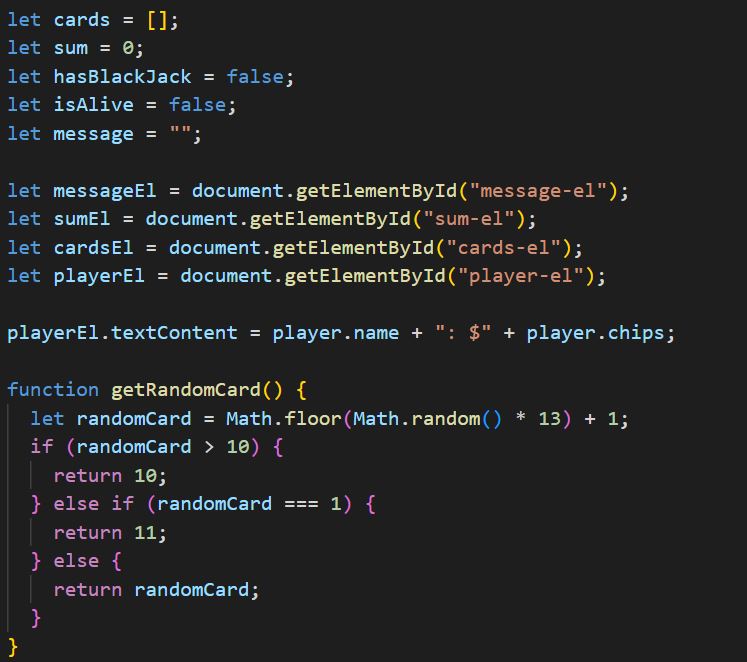 let cards = [];
let sum = 0;
let hasBlackJack = false;
let isAlive = false;
let message = "";

let messageEl = document.getElementById("message-el");
let sumEl = document.getElementById("sum-el");
let cardsEl = document.getElementById("cards-el");
let playerEl = document.getElementById("player-el");

playerEl.textContent = player.name + ": $" + player.chips;

function getRandomCard() {
  let randomCard = Math.floor(Math.random() * 13) + 1;
  if (randomCard > 10) {
    return 10;
  } else if (randomCard === 1) {
    return 11;
  } else {
    return randomCard;
  }
}